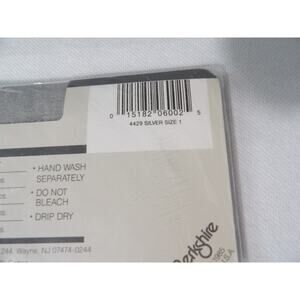 0 15182 06002 5
4429 SILVER SIZE 1
• HAND WASH
SEPARATELY
• DO NOT
BLEACH
• DRIP DRY
244, Wayne, NJ 07474-0244
Berkshire
1985
U.S.A.